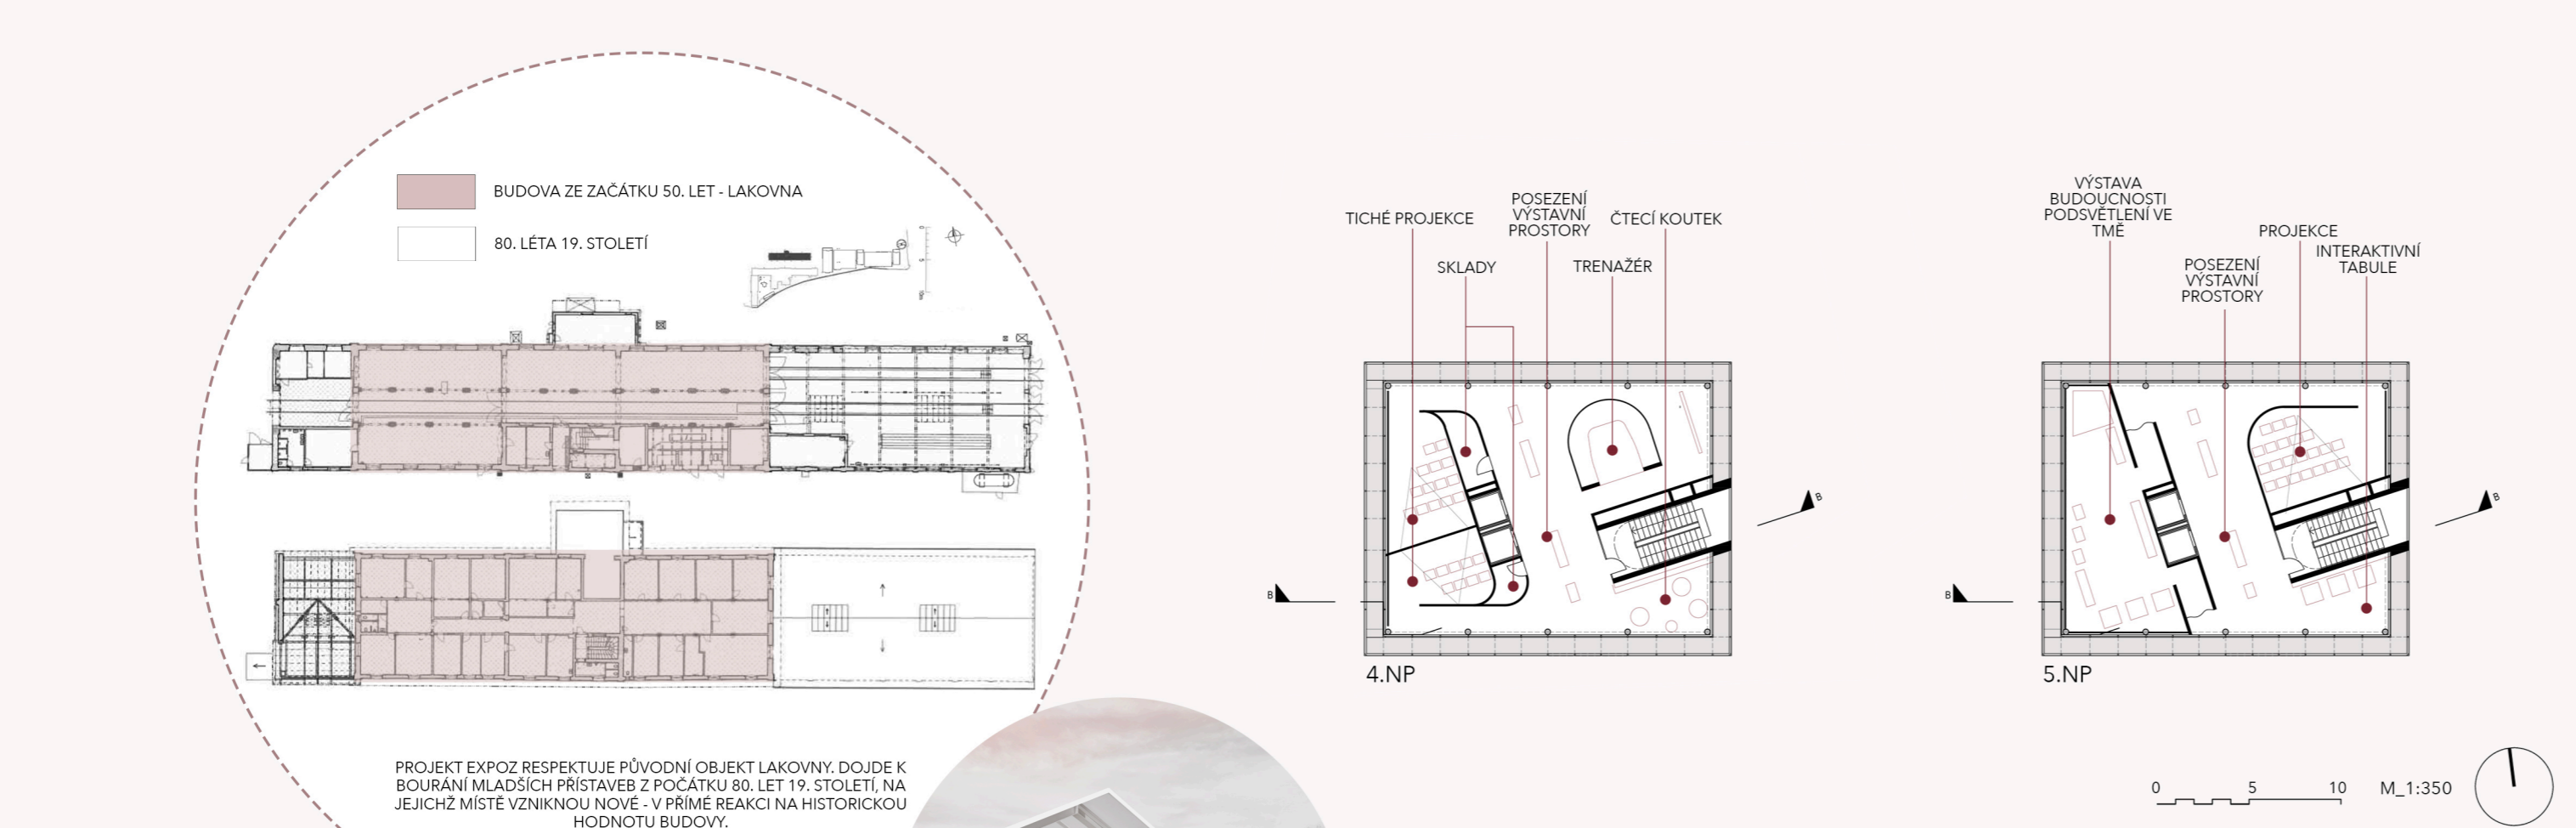 BUDOVA ZE ZAČÁTKU 50. LET - LAKOVNA
80. LÉTA 19. STOLETÍ
PROJEKT EXPOZ RESPEKTUJE PŮVODNÍ OBJEKT LAKOVNY. DOJDE K
BOURÁNÍ MLADŠÍCH PŘÍSTAVEB Z POČÁTKU 80. LET 19. STOLETÍ, NA
JEJICHŽ MÍSTĚ VZNIKNOU NOVÉ - V PŘÍMÉ REAKCI NA HISTORICKOU
HODNOTU BUDOVY.
TICHÉ PROJEKCE
SKLADY
POSEZENÍ
VÝSTAVNÍ
PROSTORY
TRENAŽÉR
ČTECÍ KOUTEK
B
B
4.NP
VÝSTAVA
BUDOUCNOSTI
PODSVĚTLENÍ VE
TMĚ
POSEZENÍ
VÝSTAVNÍ
PROSTORY
PROJEKCE
INTERAKTIVNÍ
TABULE
B
B
5.NP
0 5 10 M_1:350